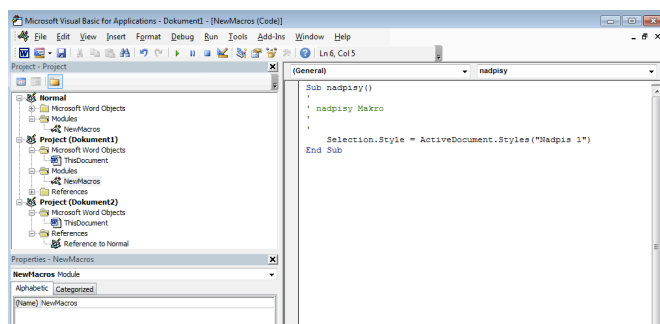 Microsoft Visual Basic for Applications - Dokument1 - [NewMacros (Code)]
File Edit View Insert Format Debug Run Tools Add-Ins Window Help
Ln 6, Col 5
Project - Project
Normal
Microsoft Word Objects
Modules
NewMacros
Project (Dokument1)
Microsoft Word Objects
ThisDocument
Modules
NewMacros
References
Project (Dokument2)
Microsoft Word Objects
ThisDocument
References
Reference to Normal
Properties - NewMacros
NewMacros Module
Alphabetic Categorized
(Name) NewMacros
(General) nadpisy
Sub nadpisy()
'
' nadpisy Makro
'
'
Selection.Style = ActiveDocument.Styles("Nadpis 1")
End Sub